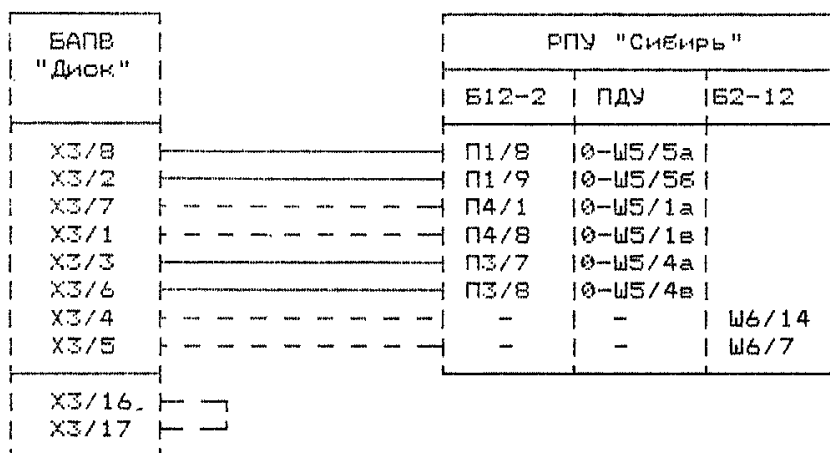 БАПВ РПУ "Сибирь"
"Диск"
Б12-2 ПДУ Б2-12
Х3/8 П1/8 0-Ш5/5а
Х3/2 П1/9 0-Ш5/5б
Х3/7 П4/1 0-Ш5/1а
Х3/1 П4/8 0-Ш5/1в
Х3/3 П3/7 0-Ш5/4а
Х3/6 П3/8 0-Ш5/4в
Х3/4 - - Ш6/14
Х3/5 - - Ш6/7
Х3/16
Х3/17